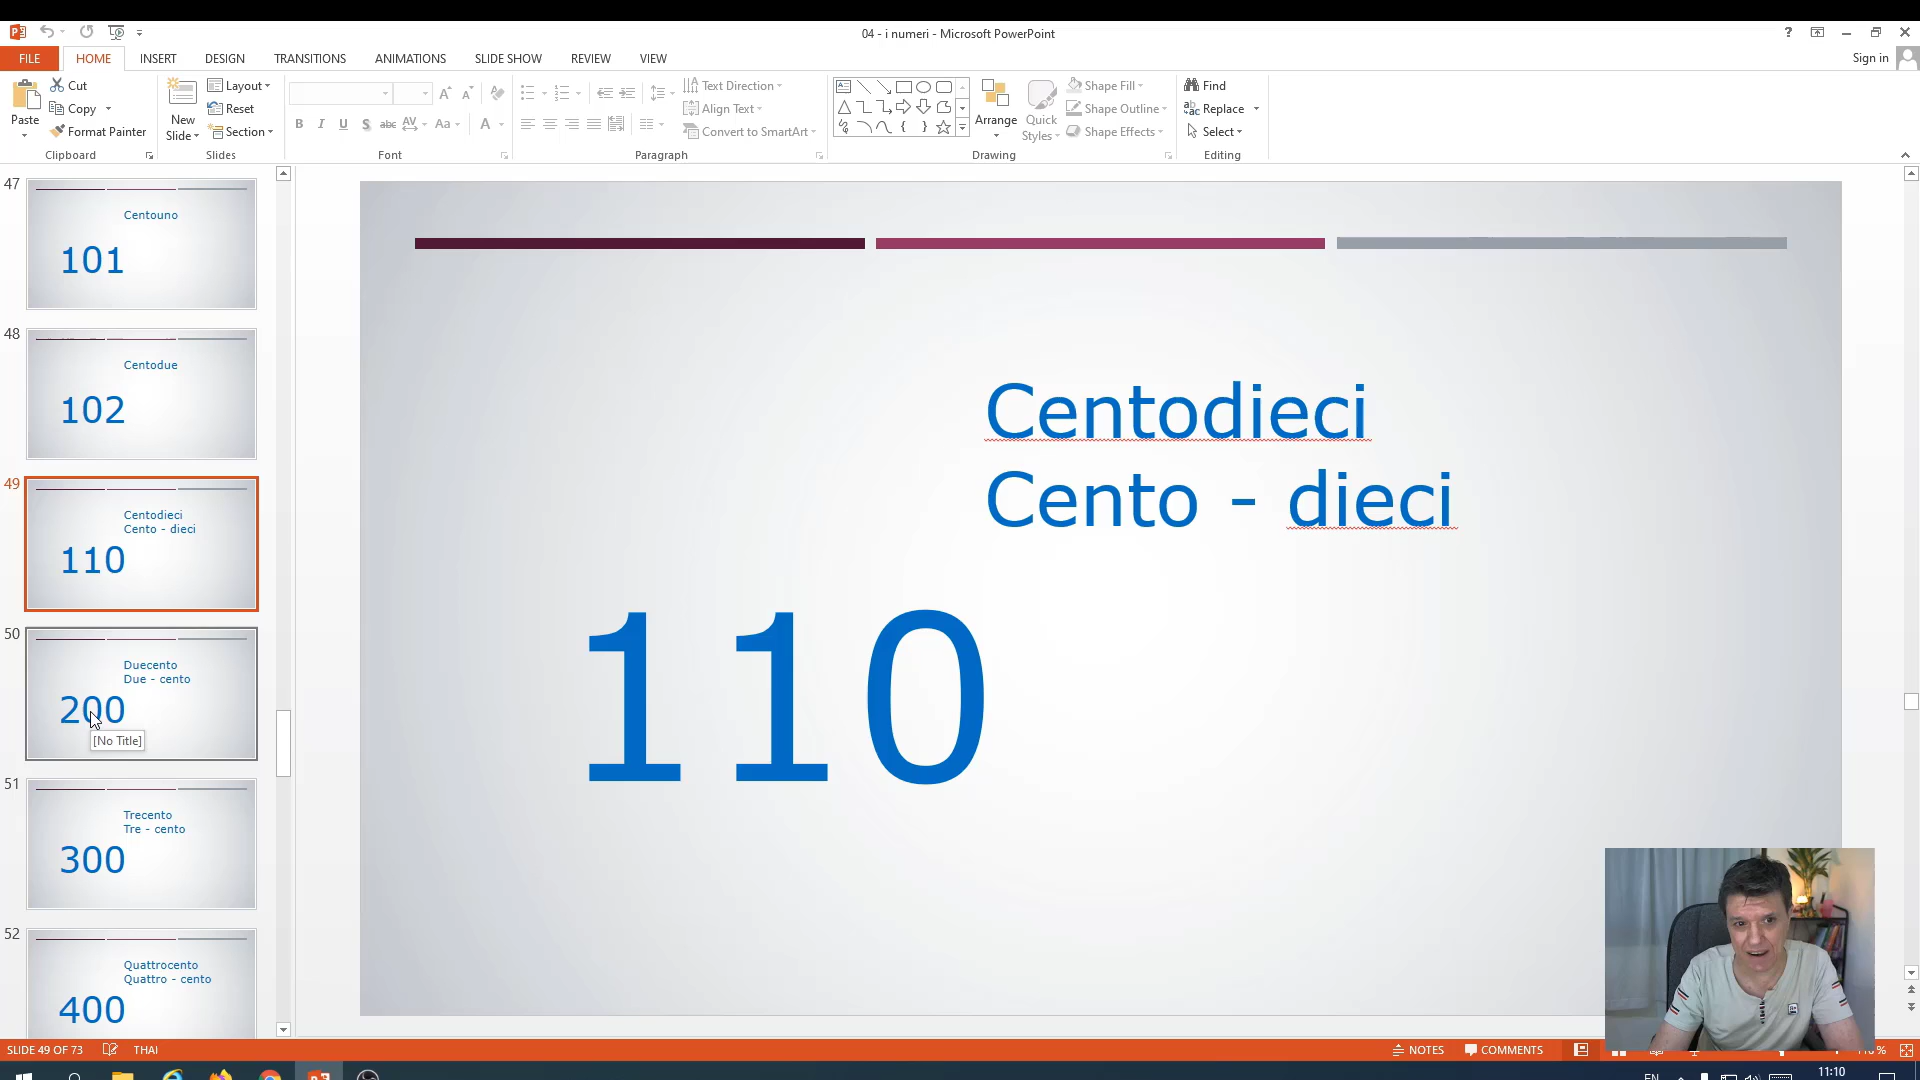 04 - i numeri - Microsoft PowerPoint
Sign in
FILE HOME INSERT DESIGN TRANSITIONS ANIMATIONS SLIDE SHOW REVIEW VIEW
Paste
Cut
Copy
Format Painter
Clipboard
New Slide
Layout
Reset
Section
Slides
B I U S abc AV Aa A
Font
Text Direction
Align Text
Convert to SmartArt
Paragraph
Arrange
Quick Styles
Shape Fill
Shape Outline
Shape Effects
Drawing
Find
Replace
Select
Editing
47
Centouno
101
48
Centodue
102
49
Centodieci
Cento - dieci
110
50
Duecento
Due - cento
200
[No Title]
51
Trecento
Tre - cento
300
52
Quattrocento
Quattro - cento
400
Centodieci
Cento - dieci
110
SLIDE 49 OF 73 THAI NOTES COMMENTS
11:10